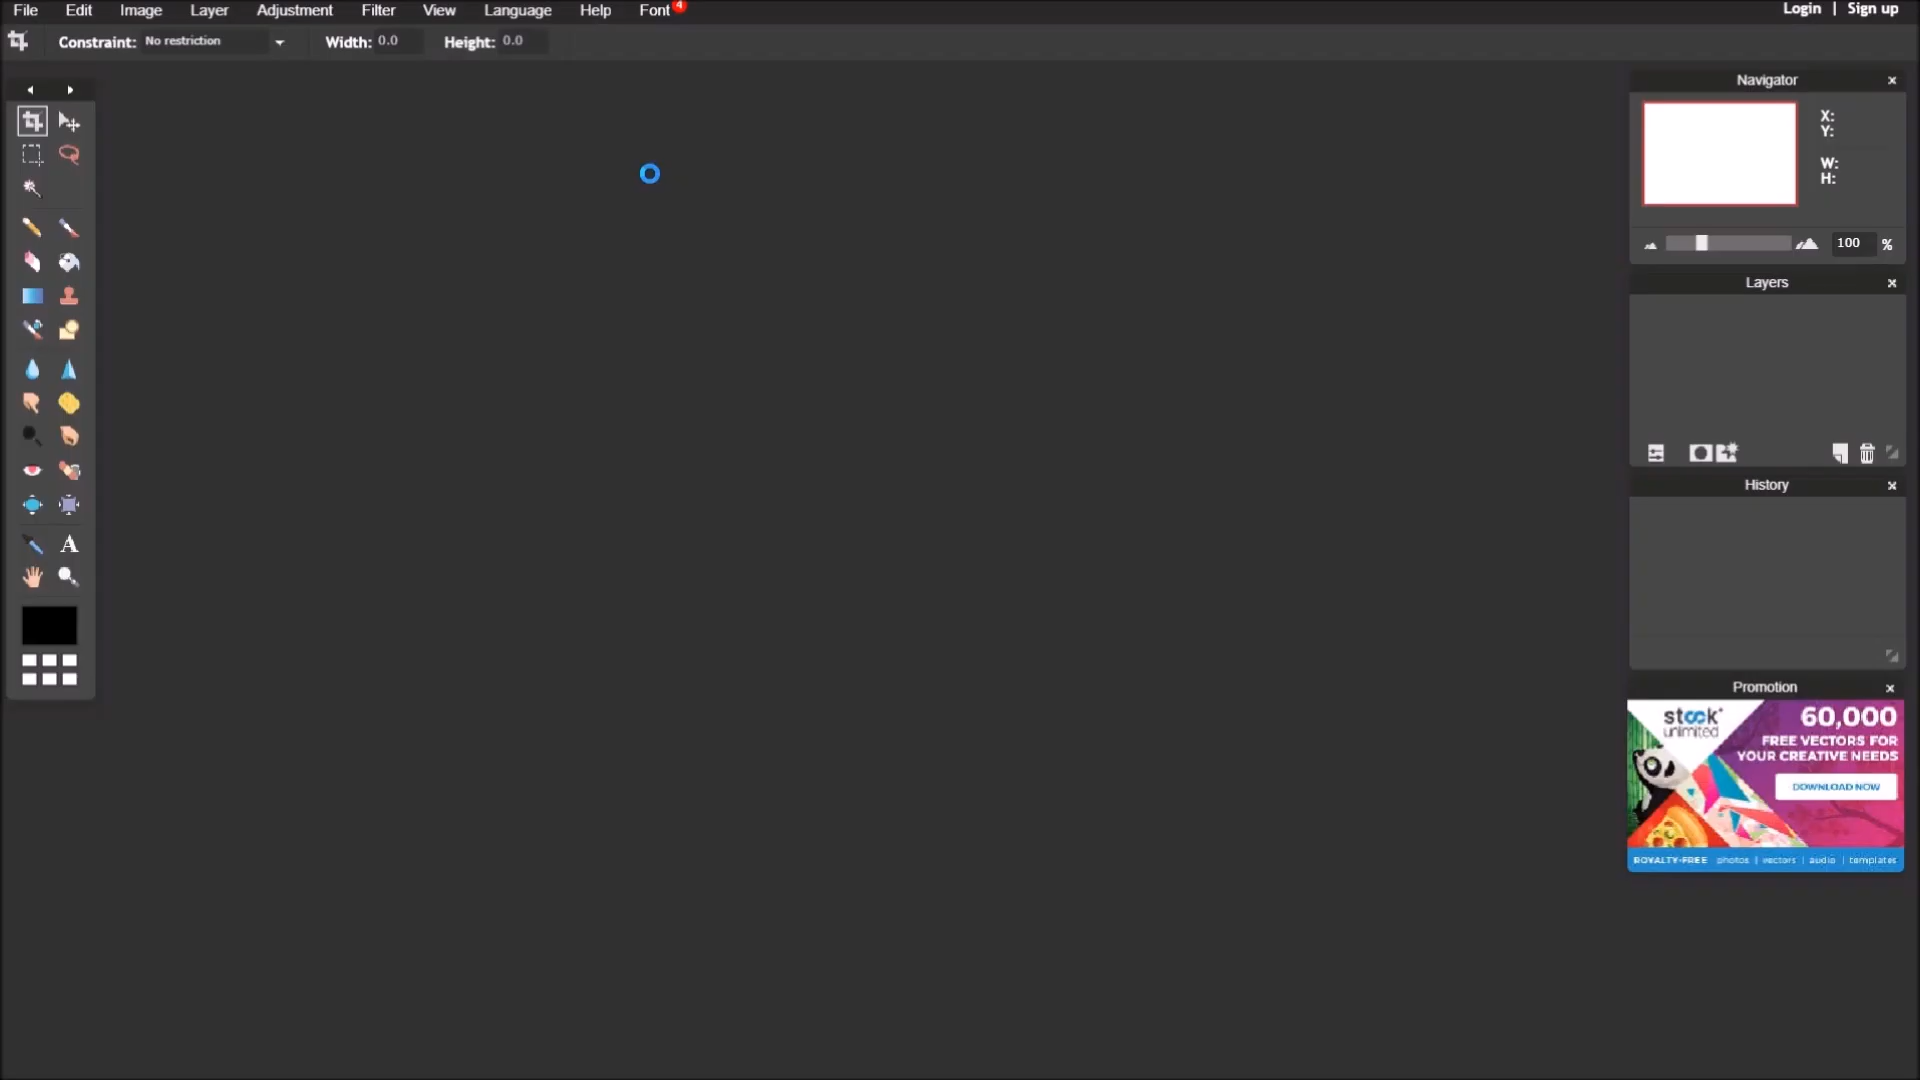 File Edit Image Layer Adjustment Filter View Language Help Font 4 Login | Sign up
Constraint: No restriction Width: 0.0 Height: 0.0
Navigator
X:
Y:
W:
H:
100 %
Layers
History
Promotion
stock unlimited
60,000
FREE VECTORS FOR
YOUR CREATIVE NEEDS
DOWNLOAD NOW
ROYALTY-FREE photos | vectors | audio | templates
A